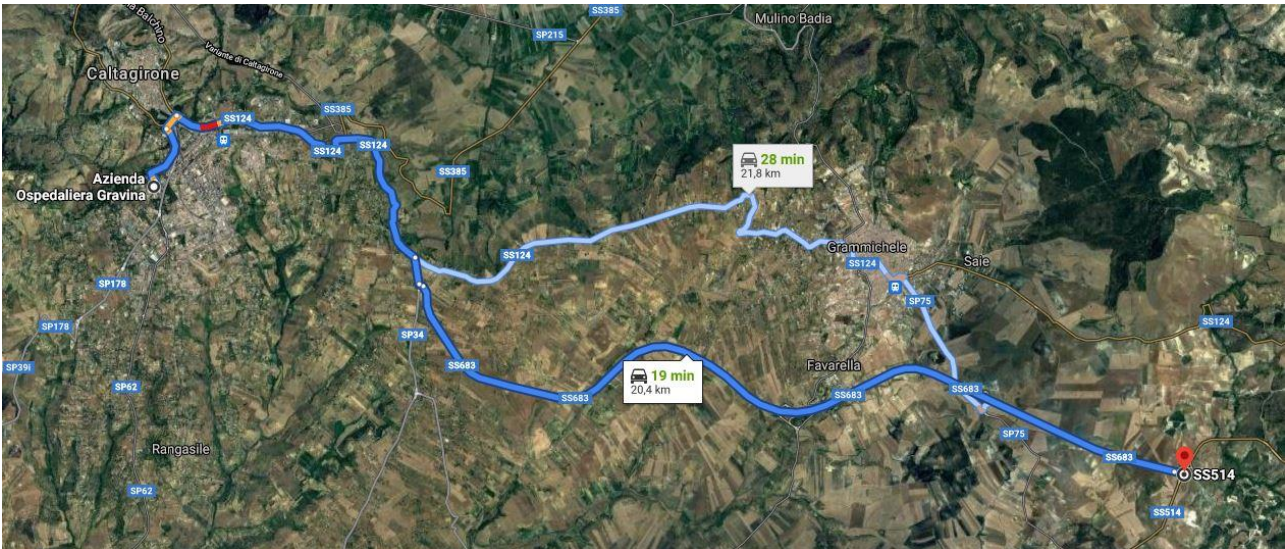 SS385
Mulino Badia
SP215
Caltagirone
Variante di Caltagirone
SS385
SS124
SS124
SS124
Azienda
Ospedaliera Gravina
SS385
28 min
21,8 km
SS124
Grammichele
SS124
Saie
SP178
SP75
SP178
SP34
SS124
SP39i
SS683
19 min
20,4 km
Favarella
SP62
SS683
SS683
SS683
SP75
Rangasile
SS683
SS514
SP62
SS514